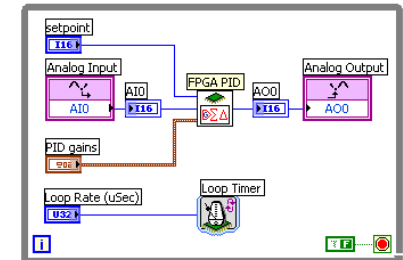 setpoint
I16
Analog Input
AI0
AI0
I16
FPGA PID
AO0
I16
Analog Output
AO0
PID gains
Loop Rate (uSec)
U32
Loop Timer
i
T F